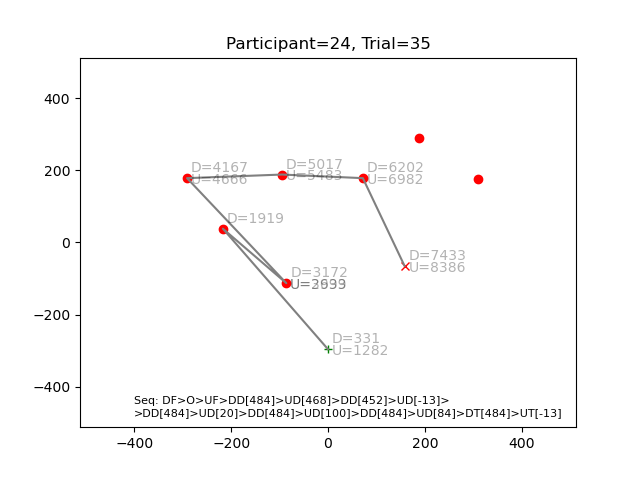 Participant=24, Trial=35
400
200
0
−200
−400
D=4167
U=4666
D=5017
U=5483
D=6202
U=6982
D=1919
D=3172
D=7433
U=8386
D=331
U=1282
Seq: DF>O>UF>DD[484]>UD[468]>DD[452]>UD[-13]>
>DD[484]>UD[20]>DD[484]>UD[100]>DD[484]>UD[84]>DT[484]>UT[-13]
−400
−200
0
200
400